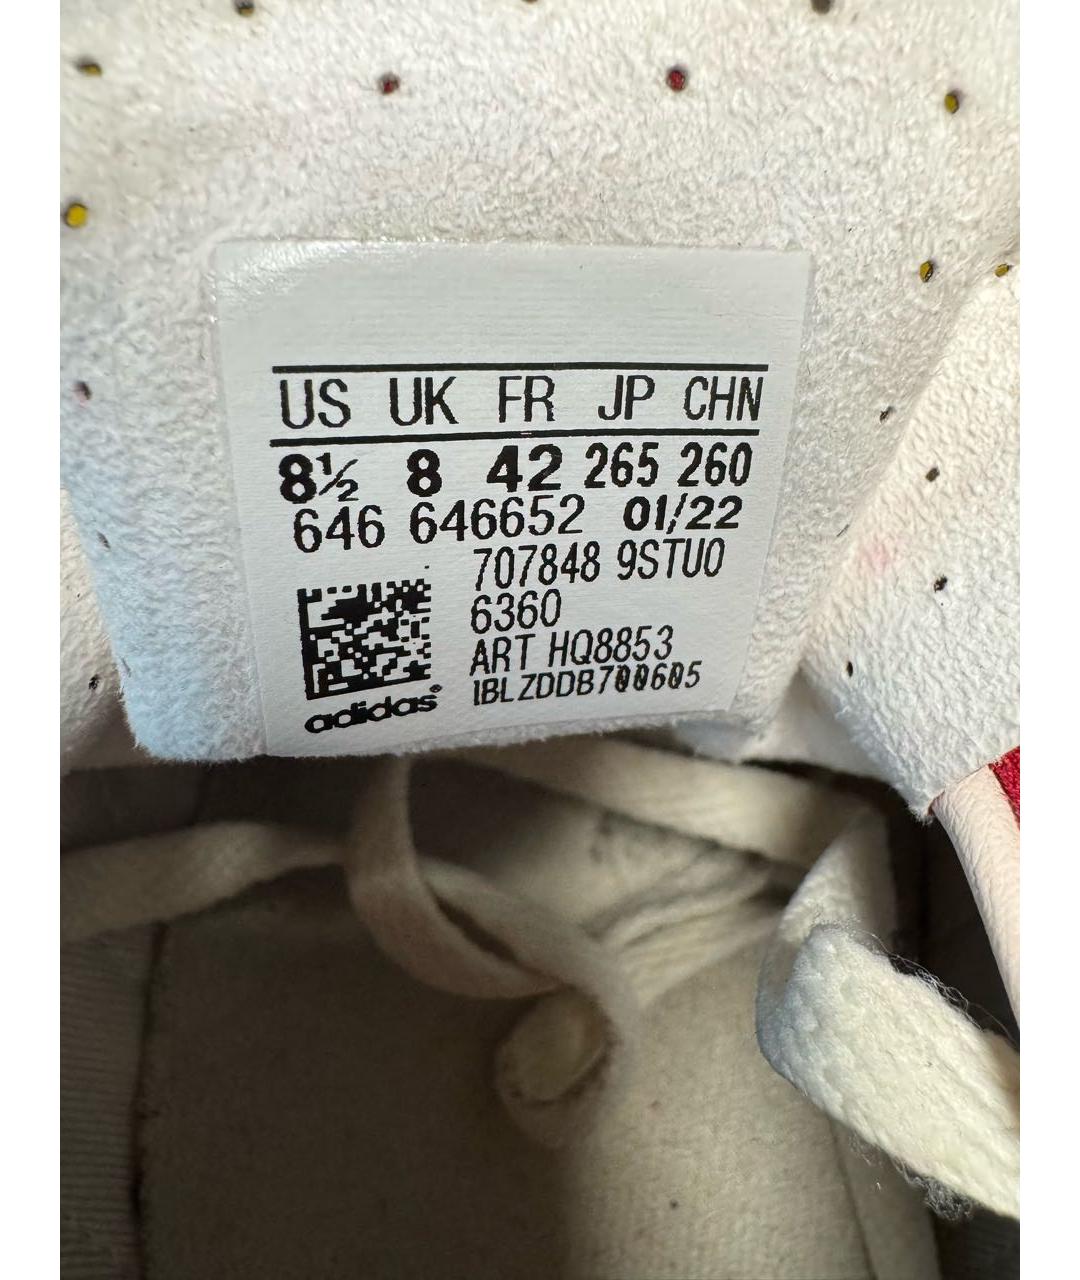 US UK FR JP CHN
8½ 8 42 265 260
646 646652 01/22
707848 9STU0
6360
ART HQ8853
1BLZDDB700605
adidas®